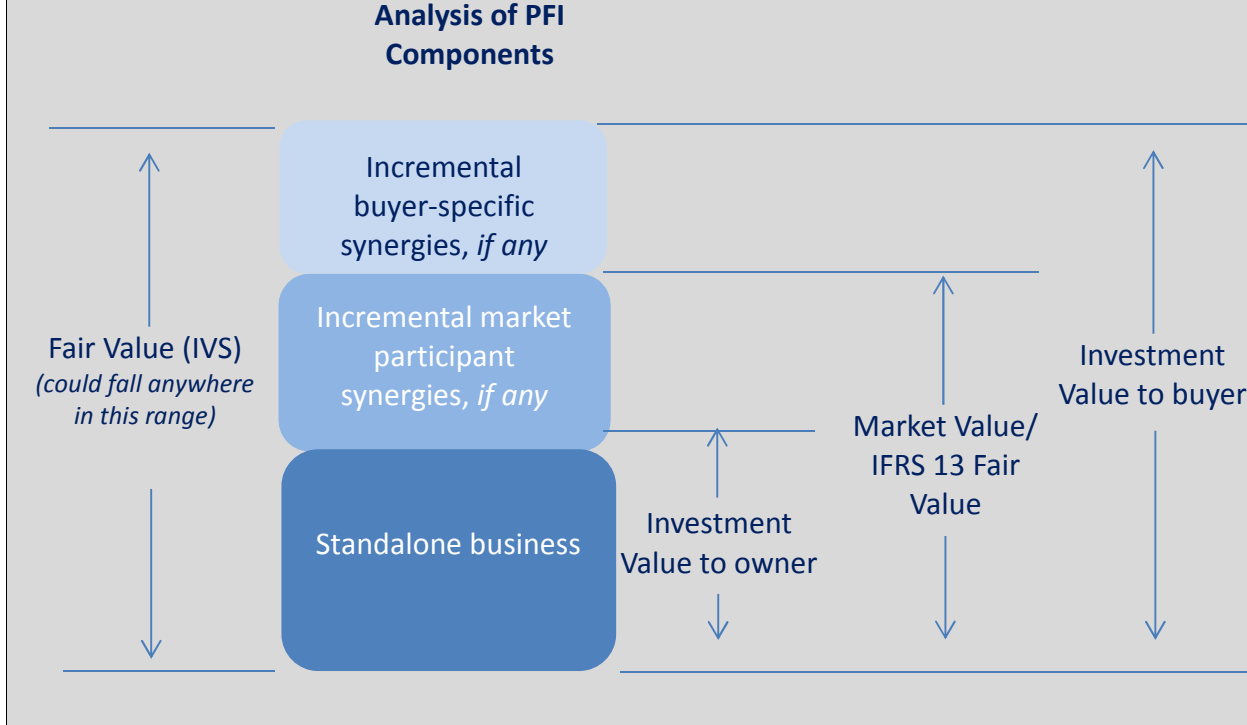 Analysis of PFI
Components
Incremental
buyer-specific
synergies, if any
Incremental market
participant
synergies, if any
Standalone business
Fair Value (IVS)
(could fall anywhere
in this range)
Investment
Value to owner
Market Value/
IFRS 13 Fair
Value
Investment
Value to buyer